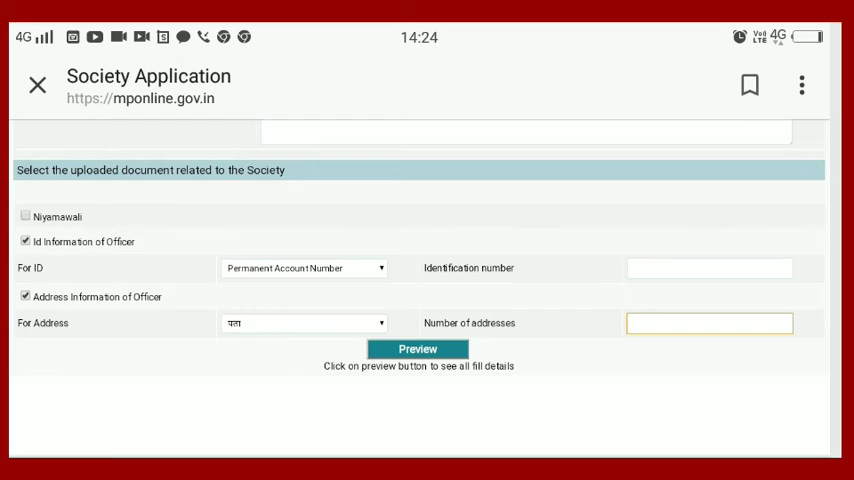 4G 14:24 Vo) LTE 4G
Society Application
https://mponline.gov.in
Select the uploaded document related to the Society
Niyamawali
Id Information of Officer
For ID Permanent Account Number Identification number
Address Information of Officer
For Address पता Number of addresses
Preview
Click on preview button to see all fill details